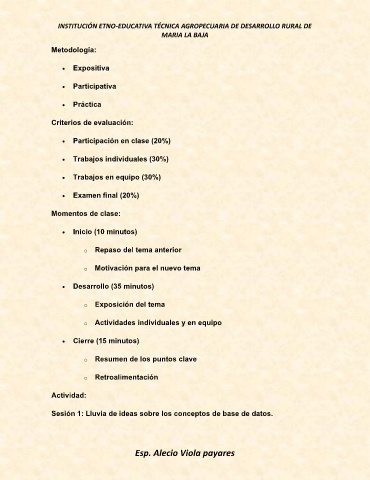 INSTITUCIÓN ETNO-EDUCATIVA TÉCNICA AGROPECUARIA DE DESARROLLO RURAL DE
MARIA LA BAJA
Metodología:
• Expositiva
• Participativa
• Práctica
Criterios de evaluación:
• Participación en clase (20%)
• Trabajos individuales (30%)
• Trabajos en equipo (30%)
• Examen final (20%)
Momentos de clase:
• Inicio (10 minutos)
o Repaso del tema anterior
o Motivación para el nuevo tema
• Desarrollo (35 minutos)
o Exposición del tema
o Actividades individuales y en equipo
• Cierre (15 minutos)
o Resumen de los puntos clave
o Retroalimentación
Actividad:
Sesión 1: Lluvia de ideas sobre los conceptos de base de datos.
Esp. Alecio Viola payares